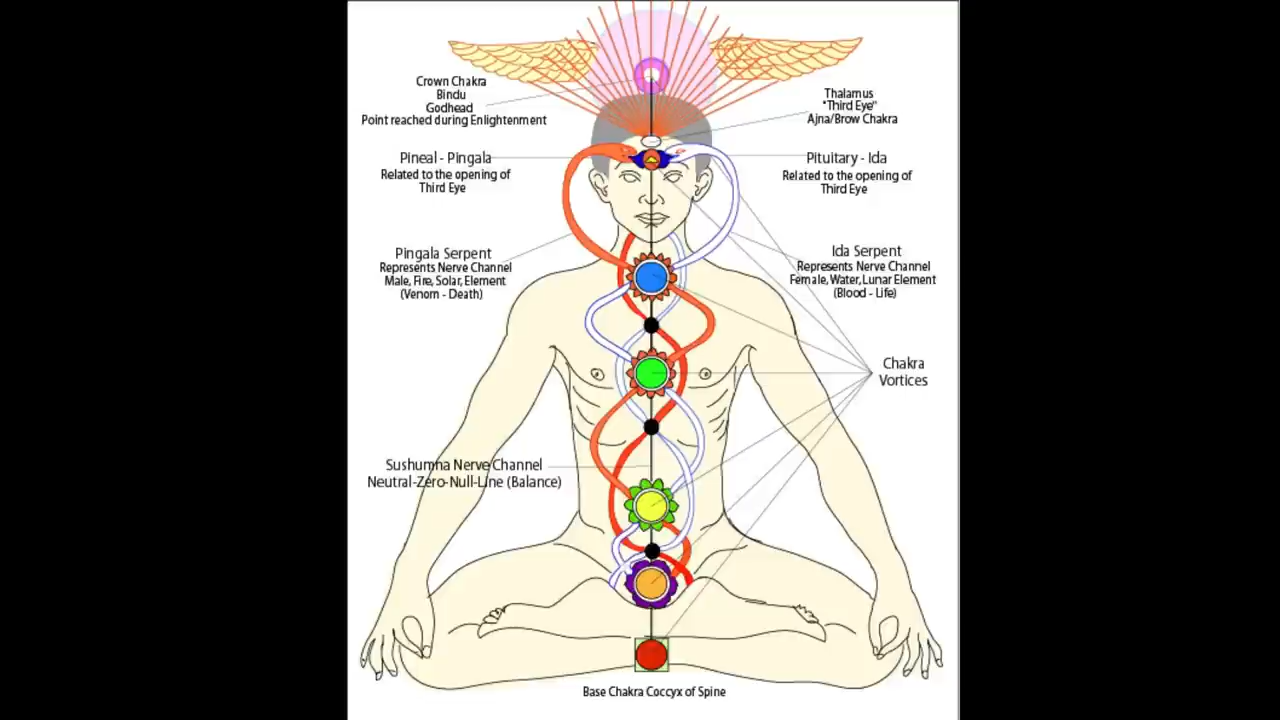 Crown Chakra
Bindu
Godhead
Point reached during Enlightenment
Thalamus
"Third Eye"
Ajna/Brow Chakra
Pineal - Pingala
Related to the opening of
Third Eye
Pituitary - Ida
Related to the opening of
Third Eye
Pingala Serpent
Represents Nerve Channel
Male, Fire, Solar, Element
(Venom - Death)
Ida Serpent
Represents Nerve Channel
Female, Water, Lunar Element
(Blood - Life)
Chakra
Vortices
Sushumna Nerve Channel
Neutral-Zero-Null-Line (Balance)
Base Chakra Coccyx of Spine